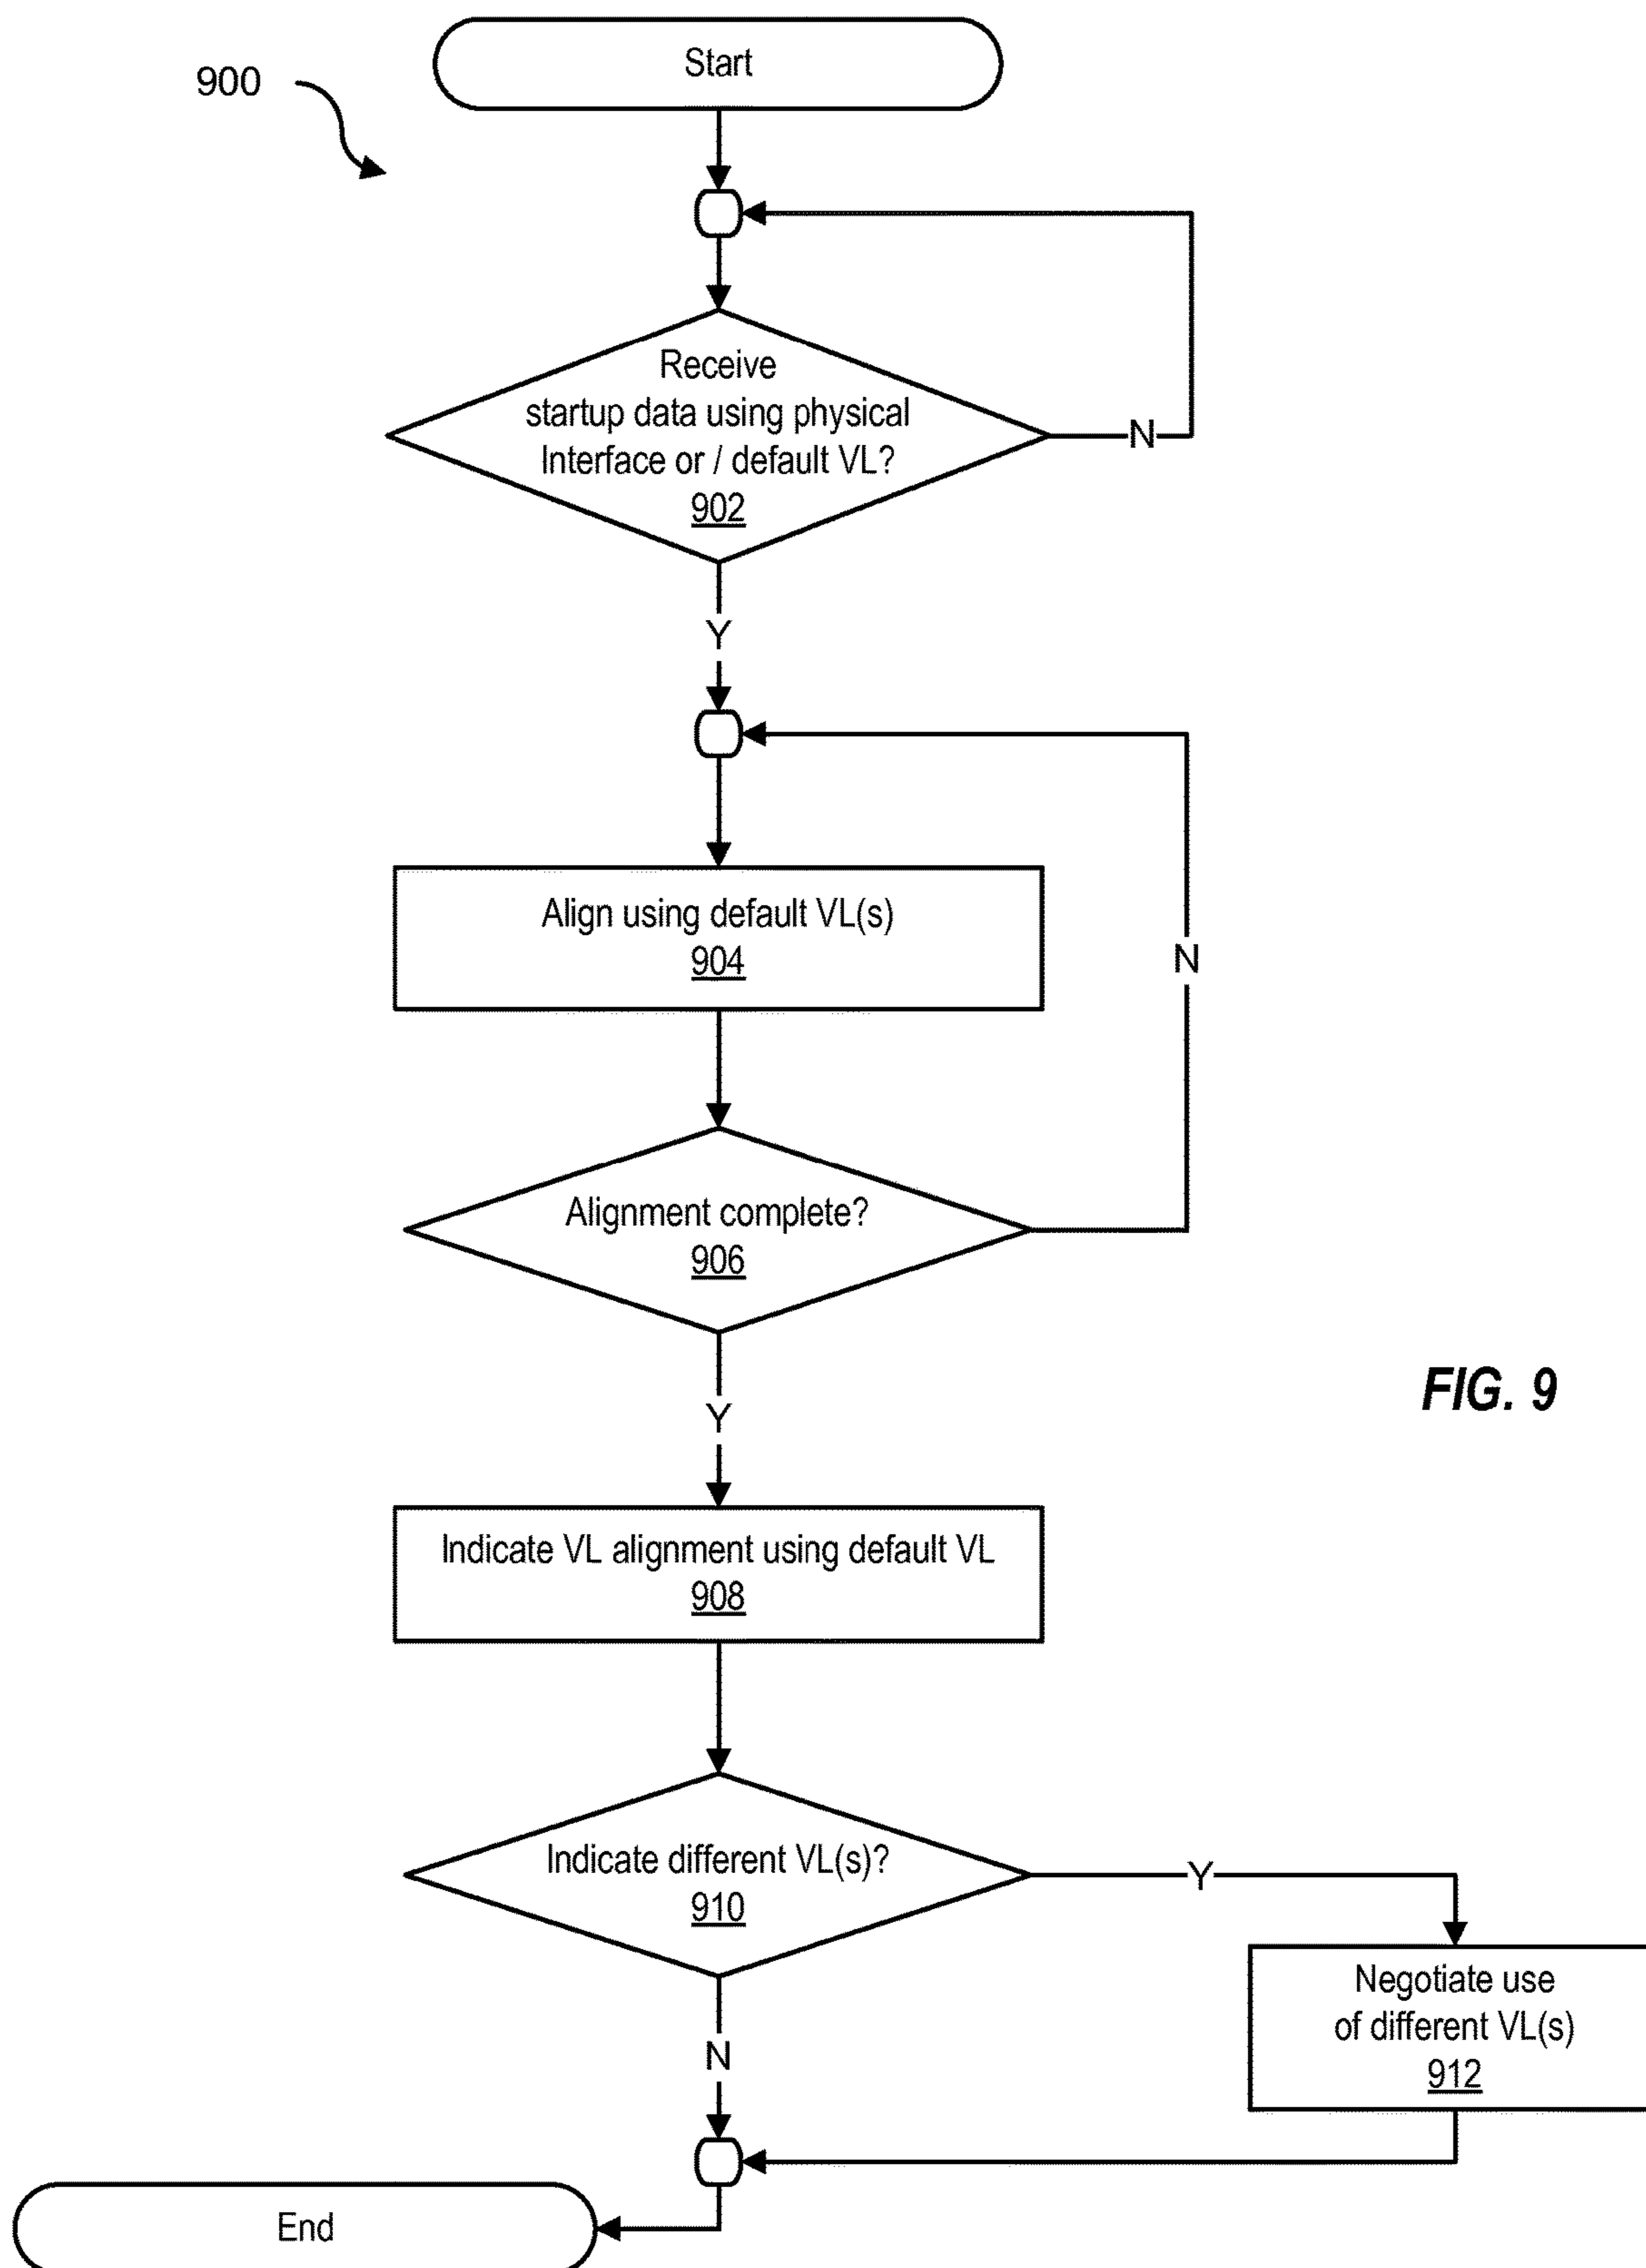 Start
900
Receive
startup data using physical
Interface or / default VL?
902
N
Y
Align using default VL(s)
904
N
Alignment complete?
906
Y
FIG. 9
Indicate VL alignment using default VL
908
Indicate different VL(s)?
910
Y
Negotiate use
of different VL(s)
912
N
End